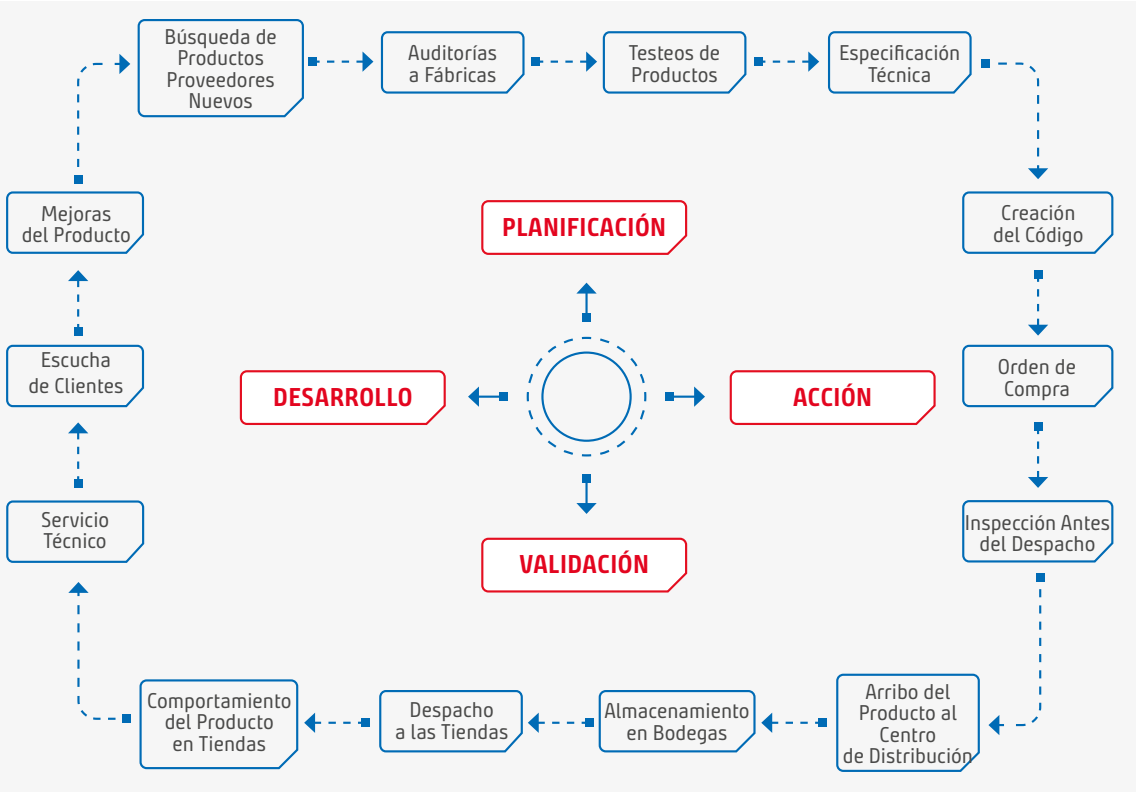 Búsqueda de
Productos
Proveedores
Nuevos
Auditorías
a Fábricas
Testeos de
Productos
Especificación
Técnica
Mejoras
del Producto
PLANIFICACIÓN
Creación
del Código
Escucha
de Clientes
DESARROLLO
ACCIÓN
Orden de
Compra
Servicio
Técnico
VALIDACIÓN
Inspección Antes
del Despacho
Comportamiento
del Producto
en Tiendas
Despacho
a las Tiendas
Almacenamiento
en Bodegas
Arribo del
Producto al
Centro
de Distribución